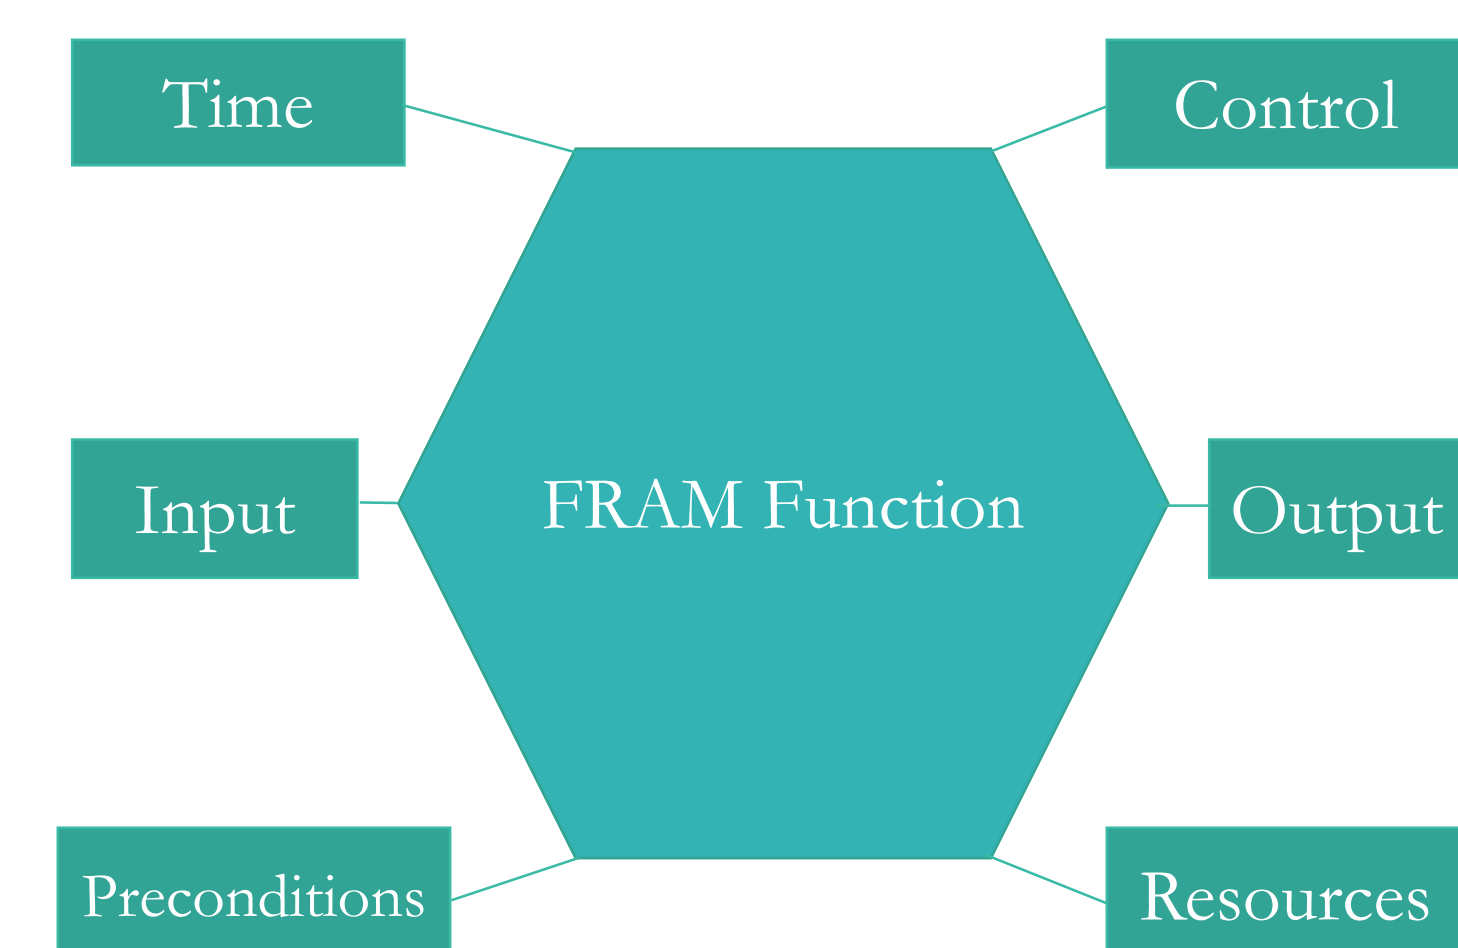 Time
Control
Input
FRAM Function
Output
Preconditions
Resources